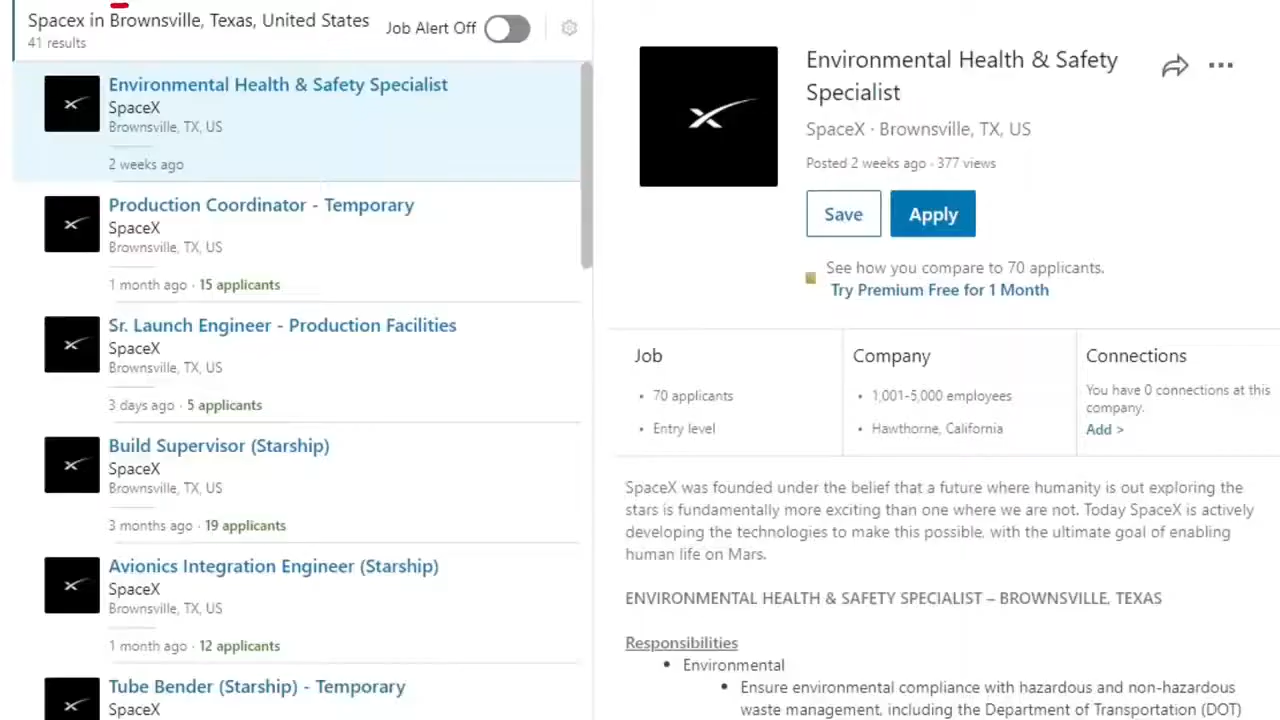 Spacex in Brownsville, Texas, United States
41 results
Job Alert Off
Environmental Health & Safety Specialist
SpaceX
Brownsville, TX, US
2 weeks ago
Production Coordinator - Temporary
SpaceX
Brownsville, TX, US
1 month ago · 15 applicants
Sr. Launch Engineer - Production Facilities
SpaceX
Brownsville, TX, US
3 days ago · 5 applicants
Build Supervisor (Starship)
SpaceX
Brownsville, TX, US
3 months ago · 19 applicants
Avionics Integration Engineer (Starship)
SpaceX
Brownsville, TX, US
1 month ago · 12 applicants
Tube Bender (Starship) - Temporary
SpaceX
Environmental Health & Safety
Specialist
SpaceX · Brownsville, TX, US
Posted 2 weeks ago · 377 views
Save
Apply
See how you compare to 70 applicants.
Try Premium Free for 1 Month
Job
• 70 applicants
• Entry level
Company
• 1,001-5,000 employees
• Hawthorne, California
Connections
You have 0 connections at this
company.
Add >
SpaceX was founded under the belief that a future where humanity is out exploring the
stars is fundamentally more exciting than one where we are not. Today SpaceX is actively
developing the technologies to make this possible, with the ultimate goal of enabling
human life on Mars.
ENVIRONMENTAL HEALTH & SAFETY SPECIALIST – BROWNSVILLE, TEXAS
Responsibilities
• Environmental
• Ensure environmental compliance with hazardous and non-hazardous
waste management, including the Department of Transportation (DOT)